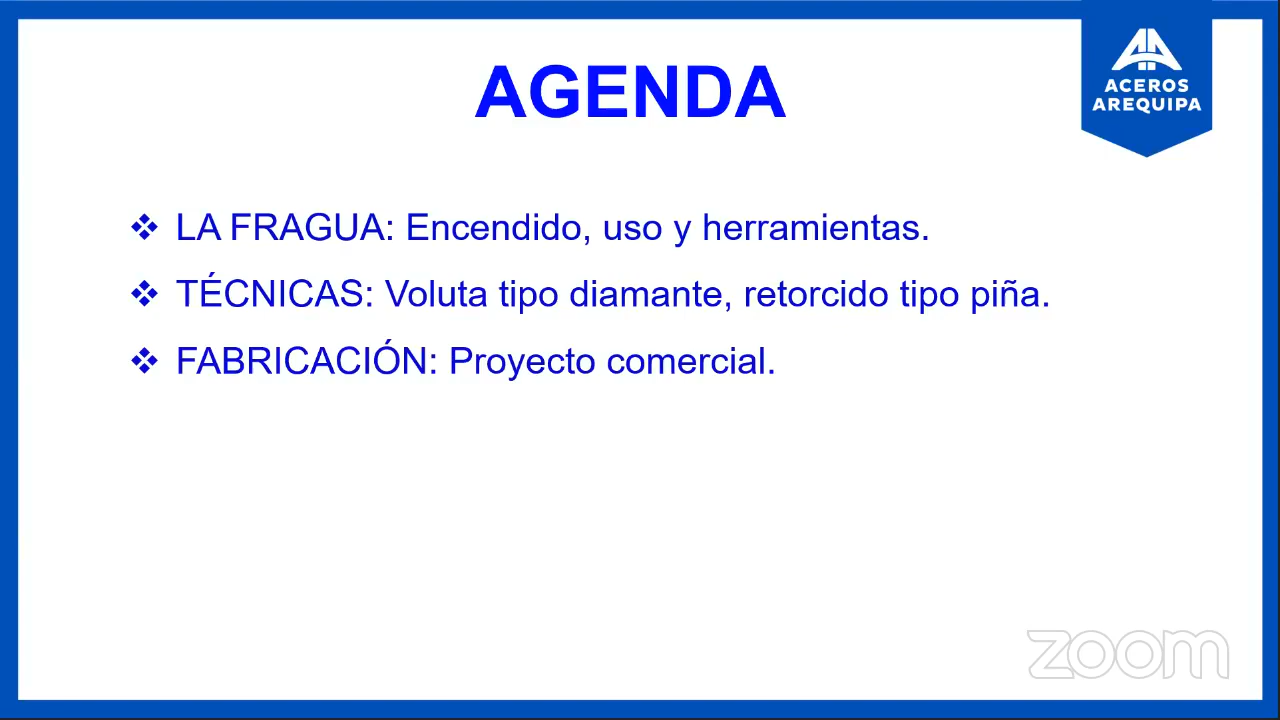 AGENDA
ACEROS
AREQUIPA
❖ LA FRAGUA: Encendido, uso y herramientas.
❖ TÉCNICAS: Voluta tipo diamante, retorcido tipo piña.
❖ FABRICACIÓN: Proyecto comercial.
zoom